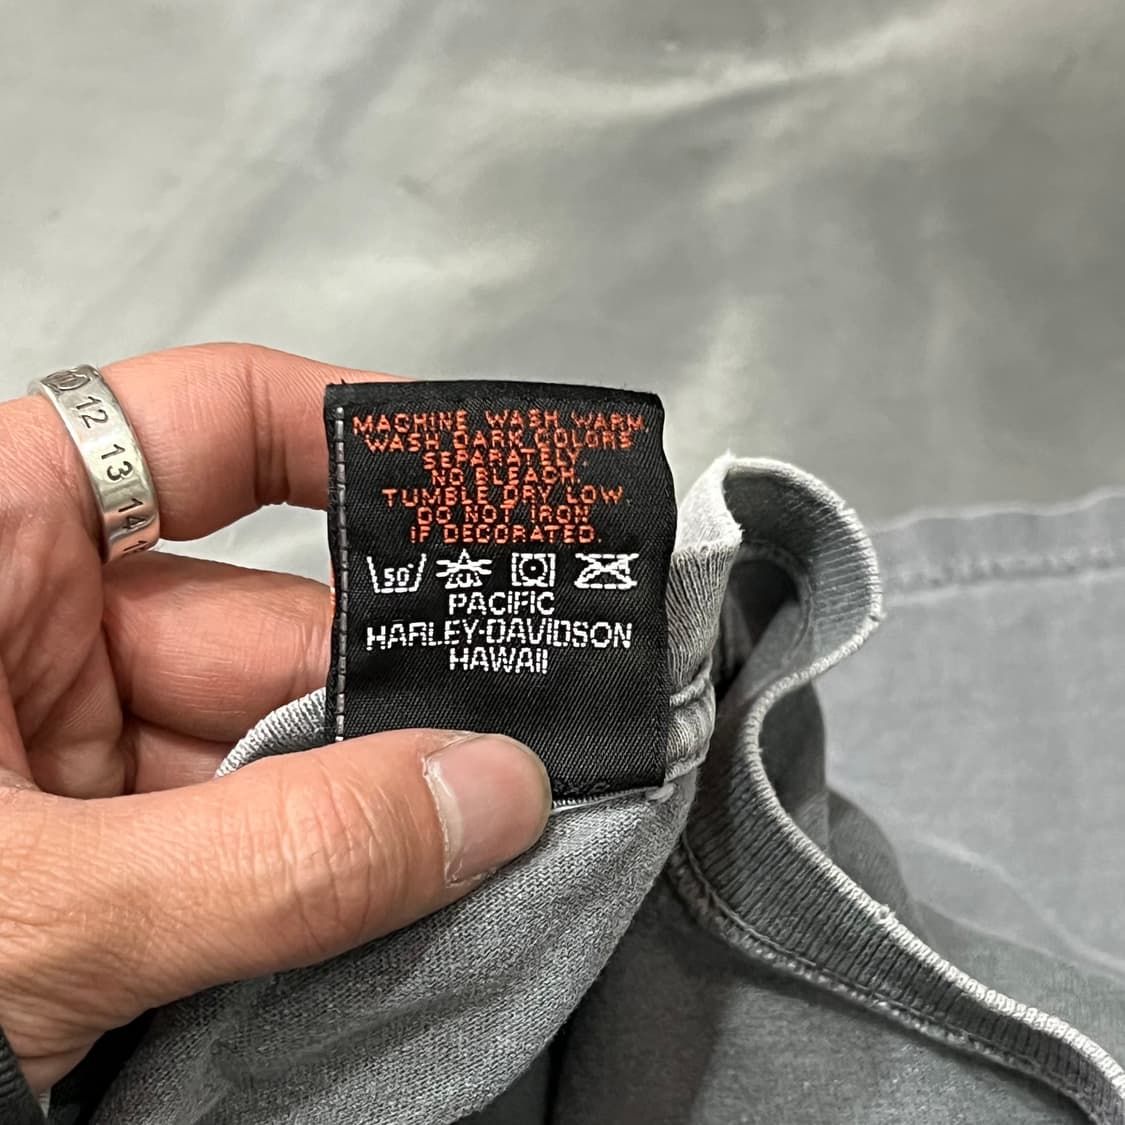 12
13
14
MACHINE WASH WARM
WASH DARK COLORS
SEPARATELY.
NO BLEACH.
TUMBLE DRY LOW.
DO NOT IRON
IF DECORATED.
50°
PACIFIC
HARLEY-DAVIDSON
HAWAII